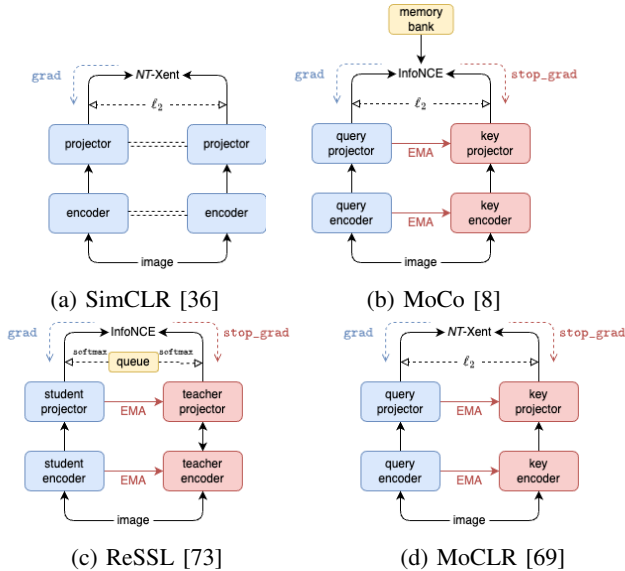 grad
NT-Xent
ℓ2
projector
projector
encoder
encoder
image
(a) SimCLR [36]
memory
bank
grad
InfoNCE
stop_grad
ℓ2
query
projector
EMA
key
projector
query
encoder
EMA
key
encoder
image
(b) MoCo [8]
grad
InfoNCE
stop_grad
softmax
queue
softmax
student
projector
EMA
teacher
projector
student
encoder
EMA
teacher
encoder
image
(c) ReSSL [73]
grad
NT-Xent
stop_grad
ℓ2
query
projector
EMA
key
projector
query
encoder
EMA
key
encoder
image
(d) MoCLR [69]